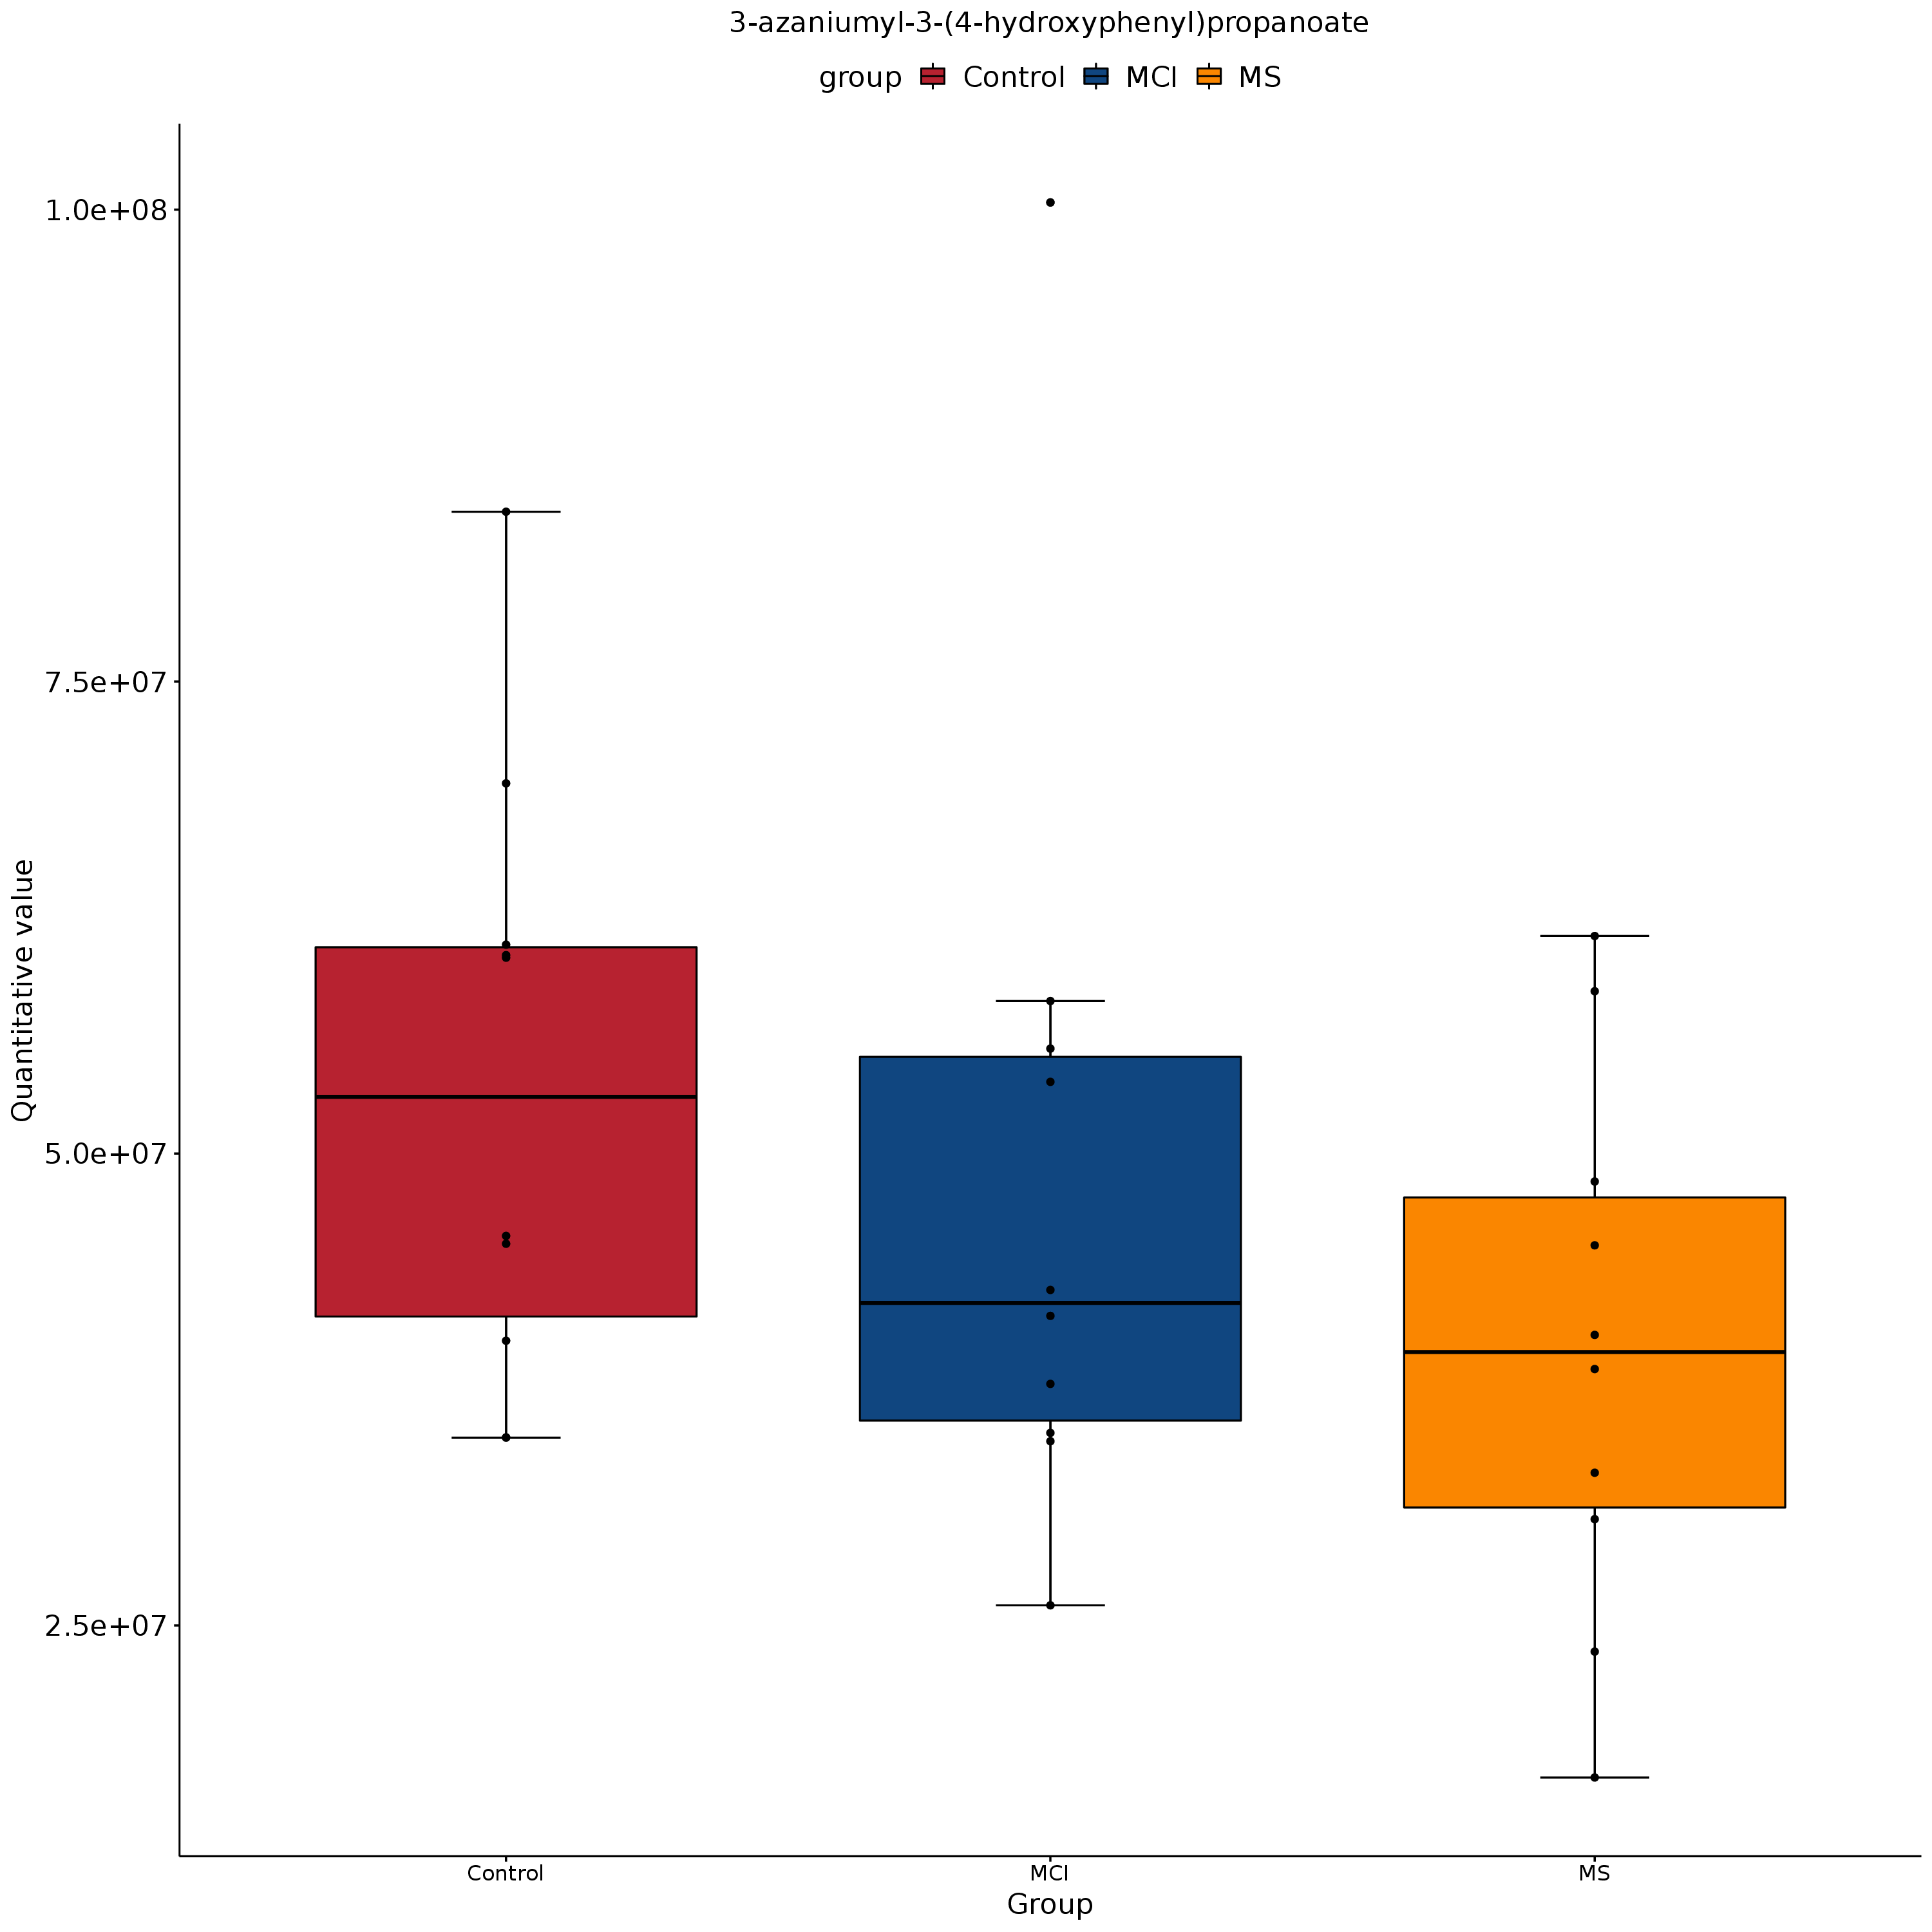 3-azaniumyl-3-(4-hydroxyphenyl)propanoate
group Control MCI MS
1.0e+08
7.5e+07
5.0e+07
2.5e+07
Quantitative value
Control MCI MS
Group